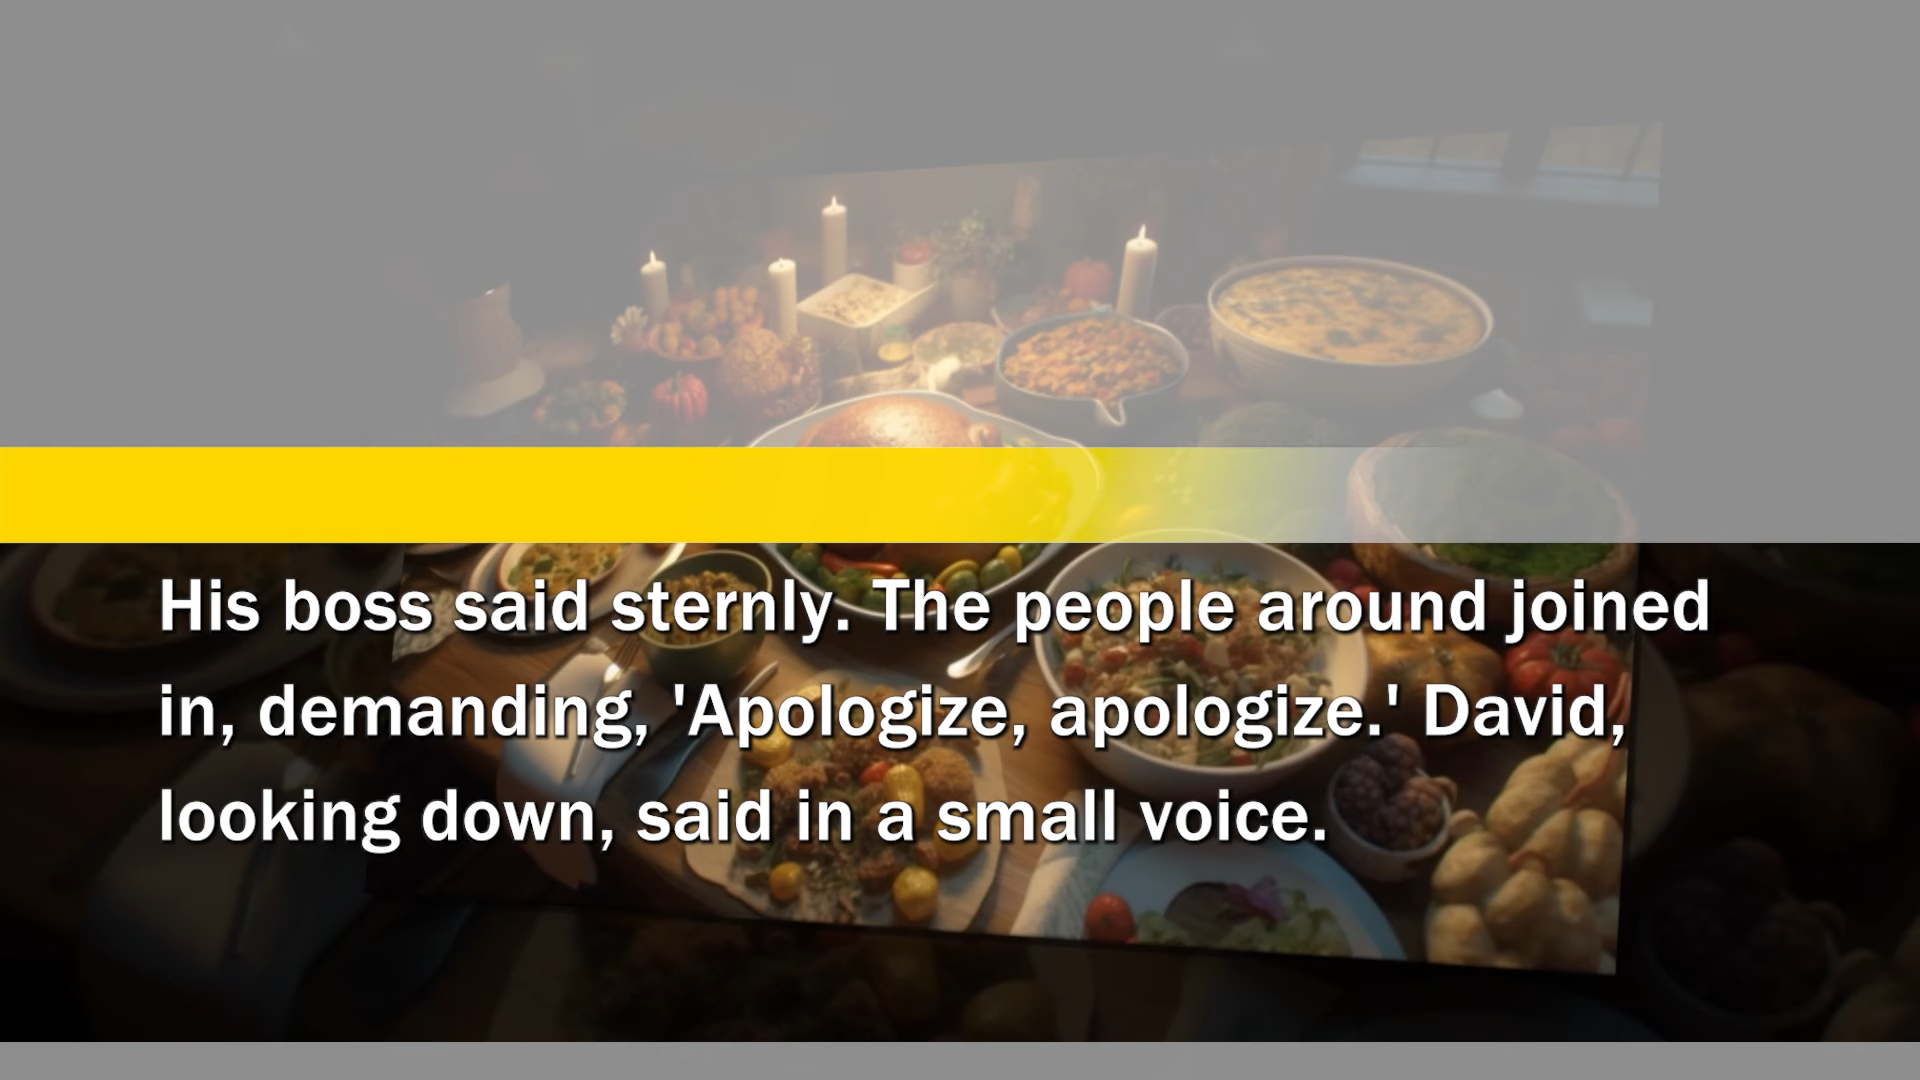 His boss said sternly. The people around joined
in, demanding, 'Apologize, apologize.' David,
looking down, said in a small voice.